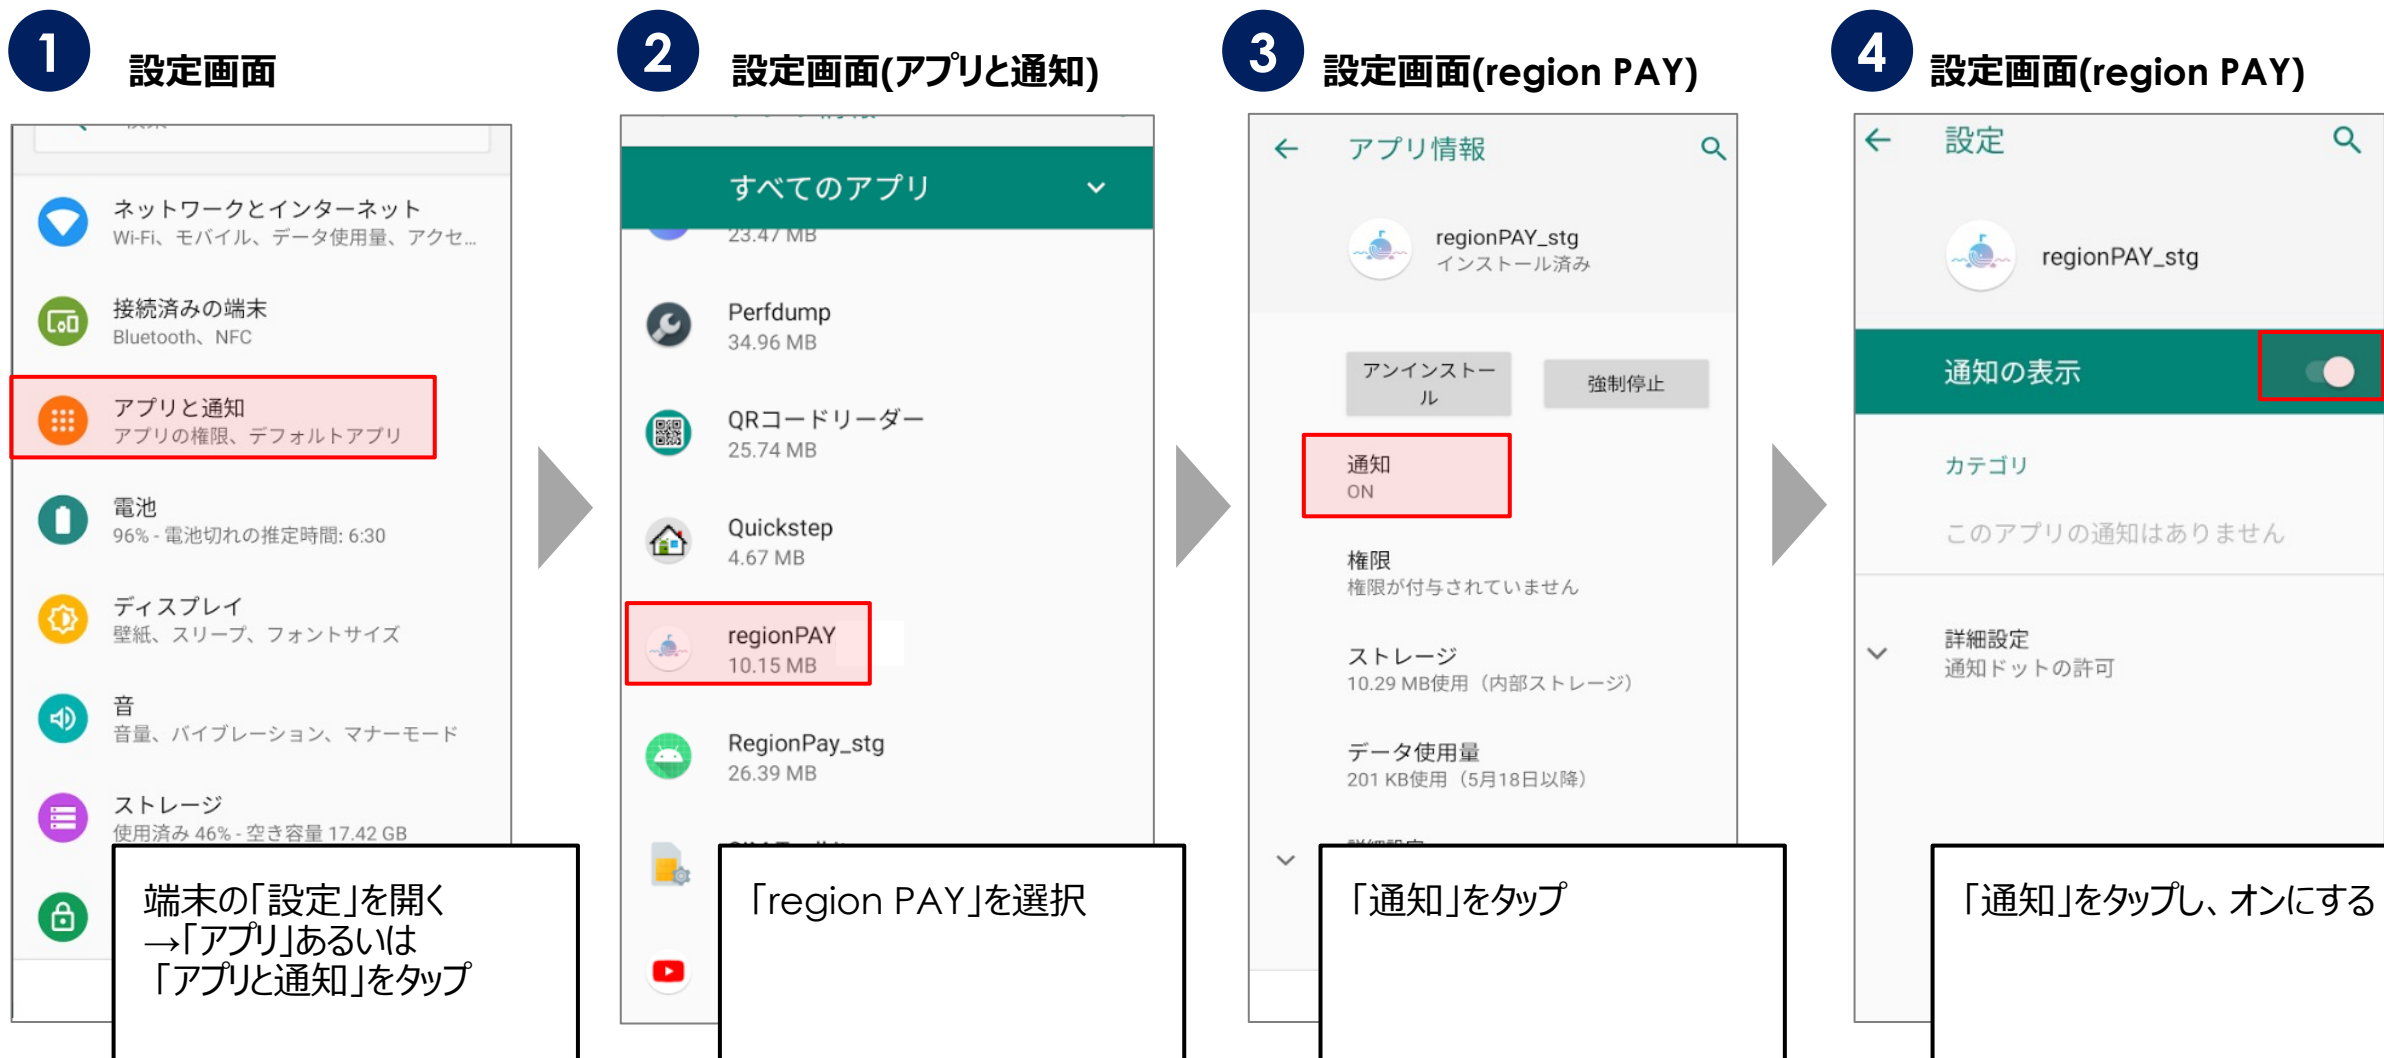 1
設定画面
ネットワークとインターネット
Wi-Fi、モバイル、データ使用量、アクセ...
接続済みの端末
Bluetooth、NFC
アプリと通知
アプリの権限、デフォルトアプリ
電池
96% - 電池切れの推定時間: 6:30
ディスプレイ
壁紙、スリープ、フォントサイズ
音
音量、バイブレーション、マナーモード
ストレージ
使用済み 46% - 空き容量 17.42 GB
端末の「設定」を開く
→「アプリ」あるいは
「アプリと通知」をタップ
2
設定画面(アプリと通知)
すべてのアプリ
23.47 MB
Perfdump
34.96 MB
QRコードリーダー
25.74 MB
Quickstep
4.67 MB
regionPAY
10.15 MB
RegionPay_stg
26.39 MB
「region PAY」を選択
3
設定画面(region PAY)
アプリ情報
regionPAY_stg
インストール済み
アンインストー
ル
強制停止
通知
ON
権限
権限が付与されていません
ストレージ
10.29 MB使用（内部ストレージ）
データ使用量
201 KB使用（5月18日以降）
「通知」をタップ
4
設定画面(region PAY)
設定
regionPAY_stg
通知の表示
カテゴリ
このアプリの通知はありません
詳細設定
通知ドットの許可
「通知」をタップし、オンにする